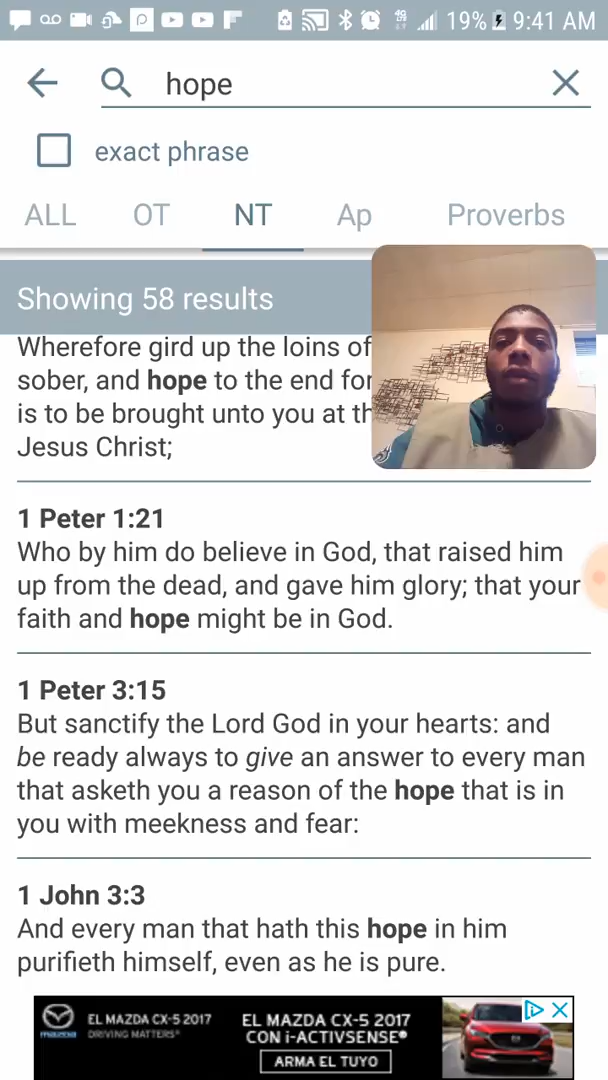 19% 9:41 AM
hope
exact phrase
ALL OT NT Ap Proverbs
Showing 58 results
Wherefore gird up the loins of
sober, and hope to the end for
is to be brought unto you at th
Jesus Christ;
1 Peter 1:21
Who by him do believe in God, that raised him
up from the dead, and gave him glory; that your
faith and hope might be in God.
1 Peter 3:15
But sanctify the Lord God in your hearts: and
be ready always to give an answer to every man
that asketh you a reason of the hope that is in
you with meekness and fear:
1 John 3:3
And every man that hath this hope in him
purifieth himself, even as he is pure.
mazda
EL MAZDA CX-5 2017
DRIVING MATTERS®
EL MAZDA CX-5 2017
CON i-ACTIVSENSE®
ARMA EL TUYO